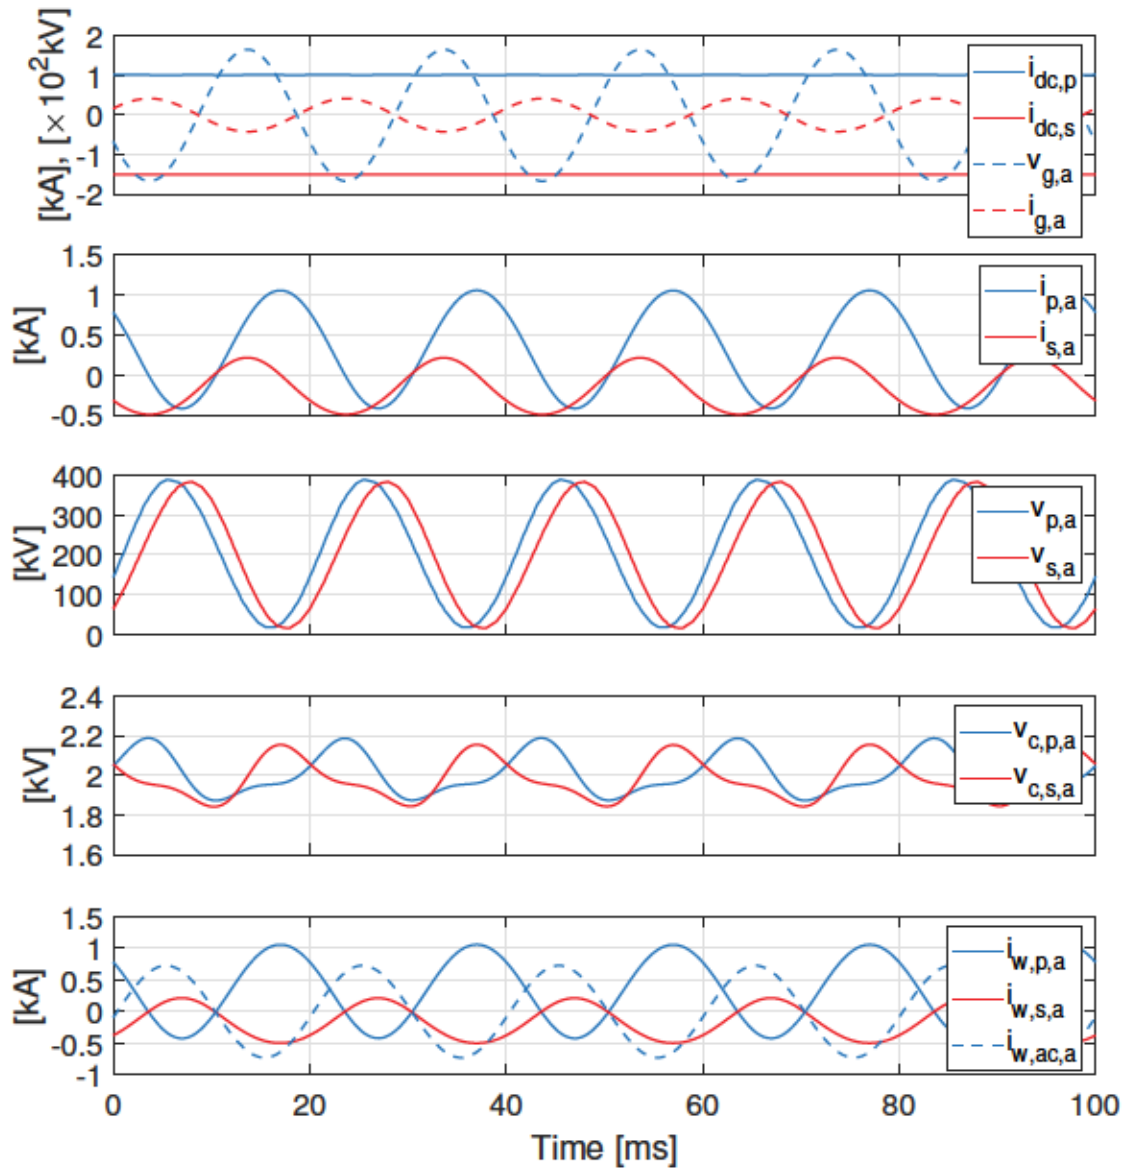 [kA], [×10²kV]
2
1
0
-1
-2
i_dc,p
i_dc,s
v_g,a
i_g,a
[kA]
1.5
1
0.5
0
-0.5
i_p,a
i_s,a
[kV]
400
300
200
100
0
v_p,a
v_s,a
[kV]
2.4
2.2
2
1.8
1.6
v_c,p,a
v_c,s,a
[kA]
1.5
1
0.5
0
-0.5
-1
i_w,p,a
i_w,s,a
i_w,ac,a
0 20 40 60 80 100
Time [ms]